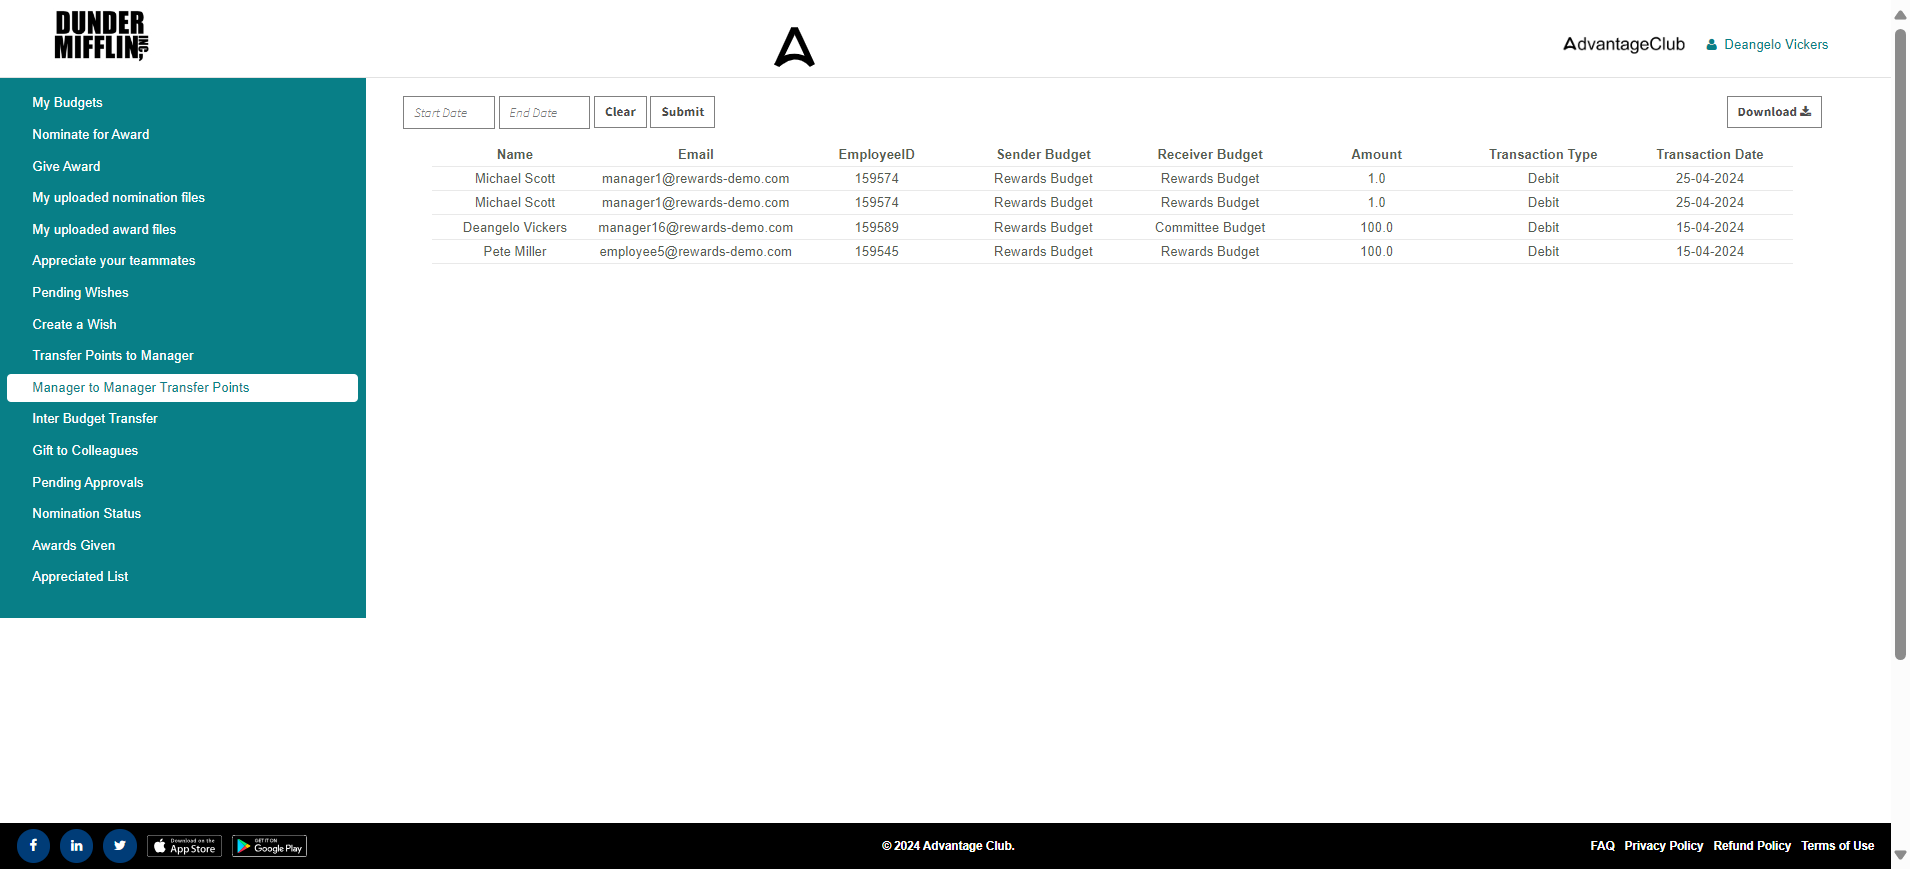 DUNDER
MIFFLIN, INC
AdvantageClub
Deangelo Vickers
My Budgets
Nominate for Award
Give Award
My uploaded nomination files
My uploaded award files
Appreciate your teammates
Pending Wishes
Create a Wish
Transfer Points to Manager
Manager to Manager Transfer Points
Inter Budget Transfer
Gift to Colleagues
Pending Approvals
Nomination Status
Awards Given
Appreciated List
Start Date End Date Clear Submit Download
Name Email EmployeeID Sender Budget Receiver Budget Amount Transaction Type Transaction Date
Michael Scott manager1@rewards-demo.com 159574 Rewards Budget Rewards Budget 1.0 Debit 25-04-2024
Michael Scott manager1@rewards-demo.com 159574 Rewards Budget Rewards Budget 1.0 Debit 25-04-2024
Deangelo Vickers manager16@rewards-demo.com 159589 Rewards Budget Committee Budget 100.0 Debit 15-04-2024
Pete Miller employee5@rewards-demo.com 159545 Rewards Budget Rewards Budget 100.0 Debit 15-04-2024
Download on the
App Store
GET IT ON
Google Play
© 2024 Advantage Club.
FAQ Privacy Policy Refund Policy Terms of Use